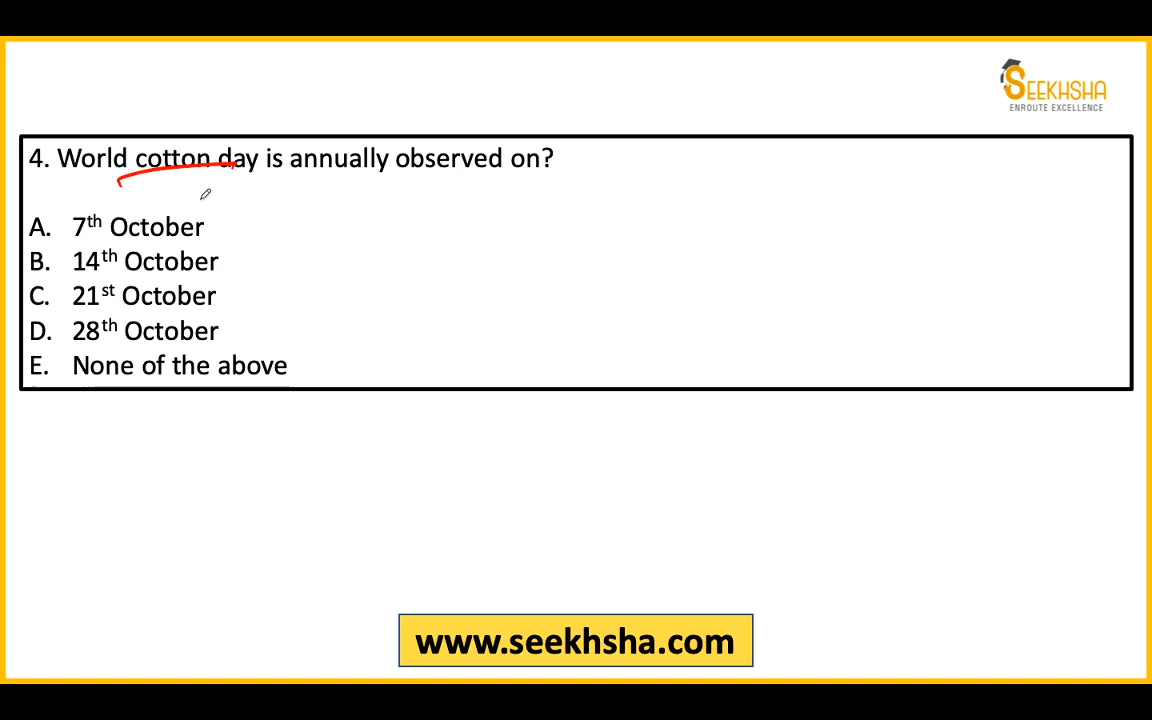 SEEKHSHA
ENROUTE EXCELLENCE
4. World cotton day is annually observed on?
A. 7th October
B. 14th October
C. 21st October
D. 28th October
E. None of the above
www.seekhsha.com